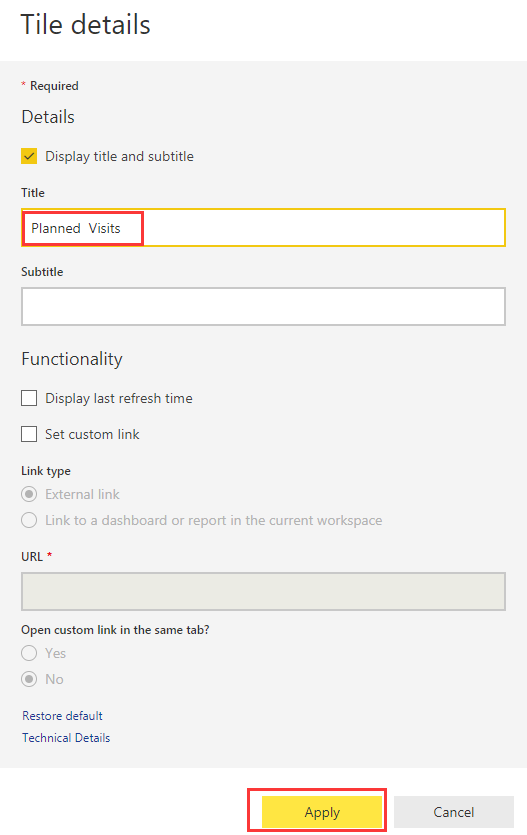 Tile details
* Required
Details
Display title and subtitle
Title
Planned  Visits
Subtitle
Functionality
Display last refresh time
Set custom link
Link type
External link
Link to a dashboard or report in the current workspace
URL *
Open custom link in the same tab?
Yes
No
Restore default
Technical Details
Apply Cancel